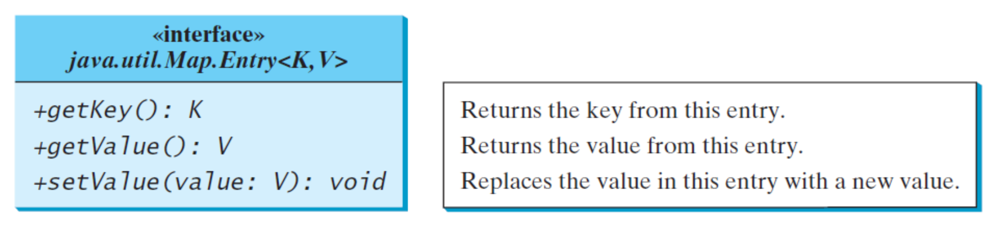 «interface»
java.util.Map.Entry<K,V>
+getKey(): K
Returns the key from this entry.
+getValue(): V
Returns the value from this entry.
+setValue(value: V): void
Replaces the value in this entry with a new value.